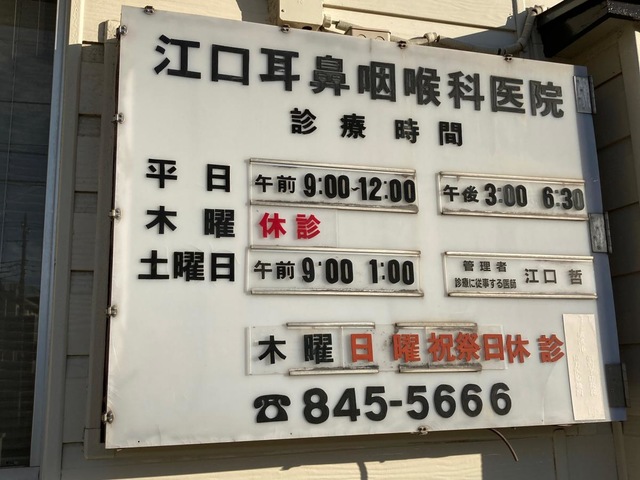 江口耳鼻咽喉科医院
診療時間
平日 午前 9:00~12:00 午後 3:00 6:30
木曜 休診
土曜日 午前 9:00 1:00
管理者
診療に従事する医師 江口 哲
木曜日曜祝祭日休診
☎845-5666